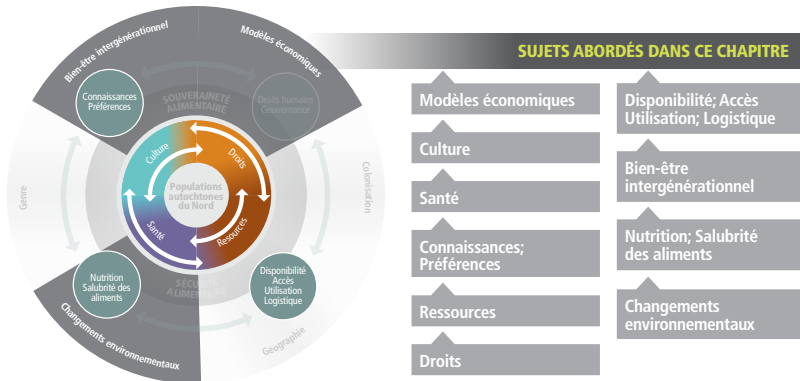 Bien-être intergénérationnel
Modèles économiques
Connaissances
Préférences
SOUVERAINETÉ
ALIMENTAIRE
Droits humains
Gouvernance
Culture
Droits
Genre
Populations
autochtones
du Nord
Colonisation
Santé
Resources
Nutrition
Salubrité des
aliments
SÉCURITÉ
ALIMENTAIRE
Disponibilité
Accès
Utilisation
Logistique
Changements environnementaux
Géographie
SUJETS ABORDÉS DANS CE CHAPITRE
Modèles économiques
Culture
Santé
Connaissances;
Préférences
Ressources
Droits
Disponibilité; Accès
Utilisation; Logistique
Bien-être
intergénérationnel
Nutrition; Salubrité
des aliments
Changements
environnementaux